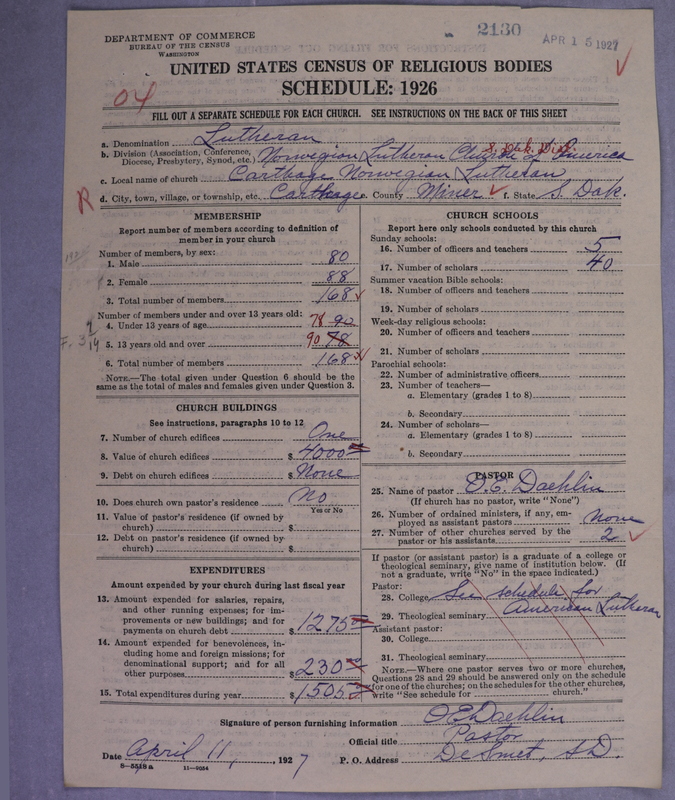 DEPARTMENT OF COMMERCE
BUREAU OF THE CENSUS
WASHINGTON
2130
APR 15 1927
UNITED STATES CENSUS OF RELIGIOUS BODIES
SCHEDULE: 1926
04
FILL OUT A SEPARATE SCHEDULE FOR EACH CHURCH. SEE INSTRUCTIONS ON THE BACK OF THIS SHEET
a. Denomination Lutheran
S. Dak. Dist.
b. Division (Association, Conference, Diocese, Presbytery, Synod, etc.) Norwegian Lutheran Church of America
c. Local name of church Carthage Norwegian Lutheran
R
d. City, town, village, or township, etc. Carthage e. County Miner f. State S. Dak.
MEMBERSHIP
Report number of members according to definition of
member in your church
Number of members, by sex:
1. Male 80
2. Female 88
3. Total number of members 168
Number of members under and over 13 years old:
4. Under 13 years of age 78 90
5. 13 years old and over 90 78
6. Total number of members 168
NOTE.—The total given under Question 6 should be the
same as the total of males and females given under Question 3.
CHURCH BUILDINGS
See instructions, paragraphs 10 to 12
7. Number of church edifices One
8. Value of church edifices $ 4000
9. Debt on church edifices $ None
10. Does church own pastor's residence No
Yes or No
11. Value of pastor's residence (if owned by
church) $
12. Debt on pastor's residence (if owned by
church) $
EXPENDITURES
Amount expended by your church during last fiscal year
13. Amount expended for salaries, repairs,
and other running expenses; for im-
provements or new buildings; and for
payments on church debt $ 1275
14. Amount expended for benevolences, in-
cluding home and foreign missions; for
denominational support; and for all
other purposes $ 230
15. Total expenditures during year $ 1505
CHURCH SCHOOLS
Report here only schools conducted by this church
Sunday schools:
16. Number of officers and teachers 5
17. Number of scholars 40
Summer vacation Bible schools:
18. Number of officers and teachers
19. Number of scholars
Week-day religious schools:
20. Number of officers and teachers
21. Number of scholars
Parochial schools:
22. Number of administrative officers
23. Number of teachers—
a. Elementary (grades 1 to 8)
b. Secondary
24. Number of scholars—
a. Elementary (grades 1 to 8)
b. Secondary
PASTOR
25. Name of pastor O. E. Daehlin
(If church has no pastor, write "None")
26. Number of ordained ministers, if any, em-
ployed as assistant pastors None
27. Number of other churches served by the
pastor or his assistants 2
If pastor (or assistant pastor) is a graduate of a college or
theological seminary, give name of institution below. (If
not a graduate, write "No" in the space indicated.)
Pastor:
28. College See schedule for
29. Theological seminary American Lutheran
Assistant pastor:
30. College
31. Theological seminary
NOTE.—Where one pastor serves two or more churches,
Questions 28 and 29 should be answered only on the schedule
for one of the churches; on the schedules for the other churches,
write "See schedule for church."
Signature of person furnishing information O E Daehlin
Official title Pastor
Date April 11, 1927 P. O. Address De Smet, S.D.
8—5518a 11—9034